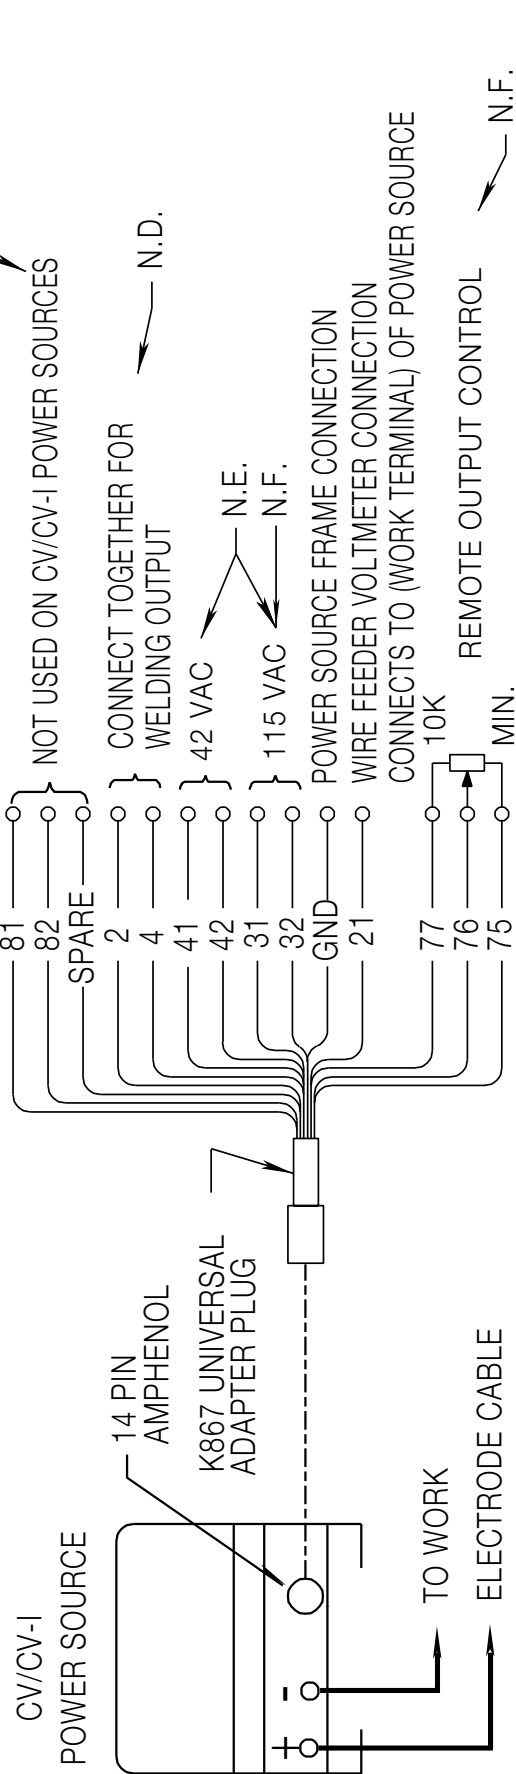 CV/CV-I
POWER SOURCE
+
-
TO WORK
ELECTRODE CABLE
14 PIN
AMPHENOL
K867 UNIVERSAL
ADAPTER PLUG
81
82
SPARE
2
4
41
42
31
32
GND
21
77
76
75
NOT USED ON CV/CV-I POWER SOURCES
CONNECT TOGETHER FOR
WELDING OUTPUT
N.D.
42 VAC
N.E.
115 VAC
N.F.
POWER SOURCE FRAME CONNECTION
WIRE FEEDER VOLTMETER CONNECTION
CONNECTS TO (WORK TERMINAL) OF POWER SOURCE
10K
REMOTE OUTPUT CONTROL
MIN.
N.F.